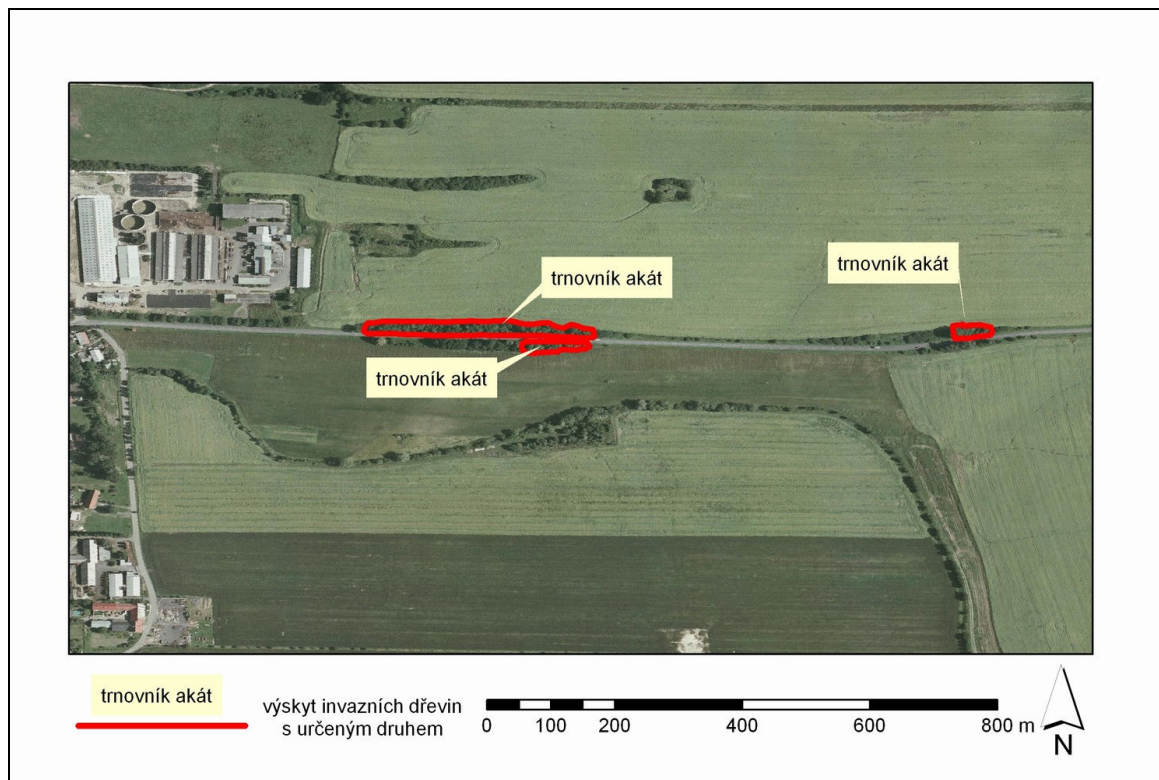 trnovník akát
trnovník akát
trnovník akát
trnovník akát
výskyt invazních dřevin
s určeným druhem
0 100 200 400 600 800 m
N